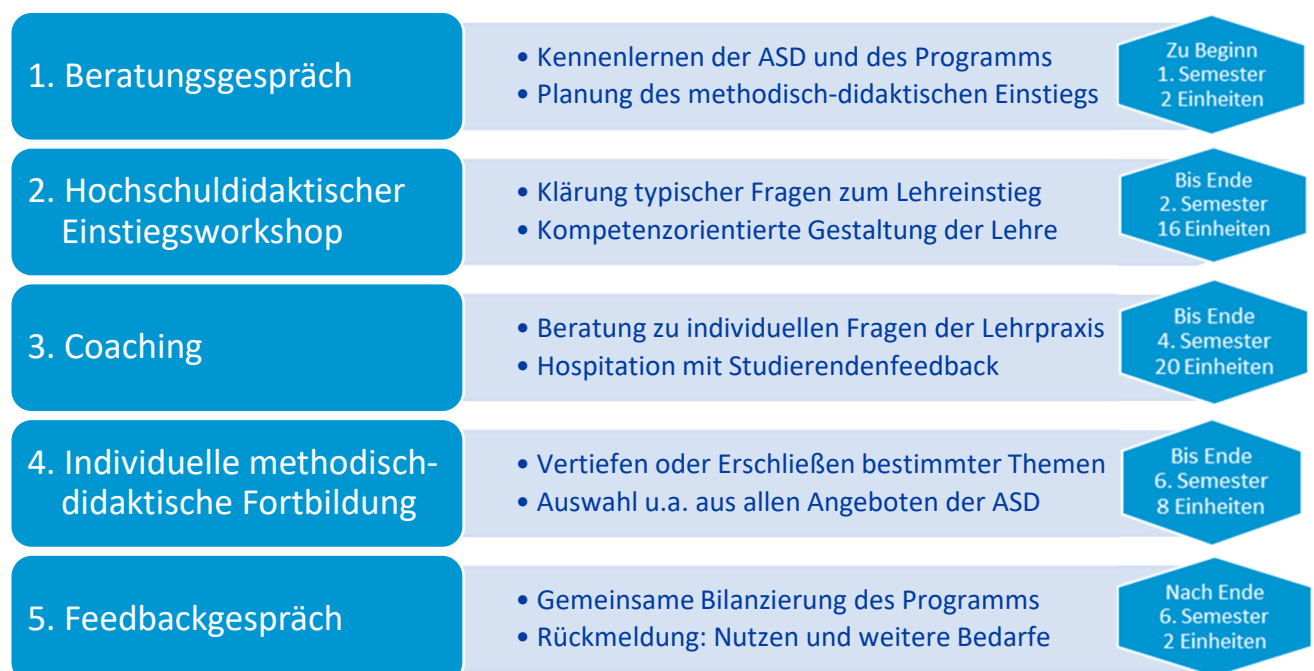 1. Beratungsgespräch
• Kennenlernen der ASD und des Programms
• Planung des methodisch-didaktischen Einstiegs
Zu Beginn
1. Semester
2 Einheiten
2. Hochschuldidaktischer
Einstiegsworkshop
• Klärung typischer Fragen zum Lehreinstieg
• Kompetenzorientierte Gestaltung der Lehre
Bis Ende
2. Semester
16 Einheiten
3. Coaching
• Beratung zu individuellen Fragen der Lehrpraxis
• Hospitation mit Studierendenfeedback
Bis Ende
4. Semester
20 Einheiten
4. Individuelle methodisch-
didaktische Fortbildung
• Vertiefen oder Erschließen bestimmter Themen
• Auswahl u.a. aus allen Angeboten der ASD
Bis Ende
6. Semester
8 Einheiten
5. Feedbackgespräch
• Gemeinsame Bilanzierung des Programms
• Rückmeldung: Nutzen und weitere Bedarfe
Nach Ende
6. Semester
2 Einheiten